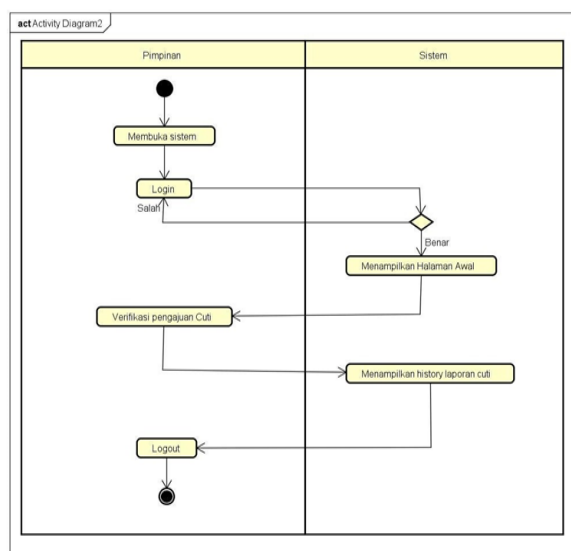 act Activity Diagram2
Pimpinan
Sistem
Membuka sistem
Login
Salah
Benar
Menampilkan Halaman Awal
Verifikasi pengajuan Cuti
Menampilkan history laporan cuti
Logout